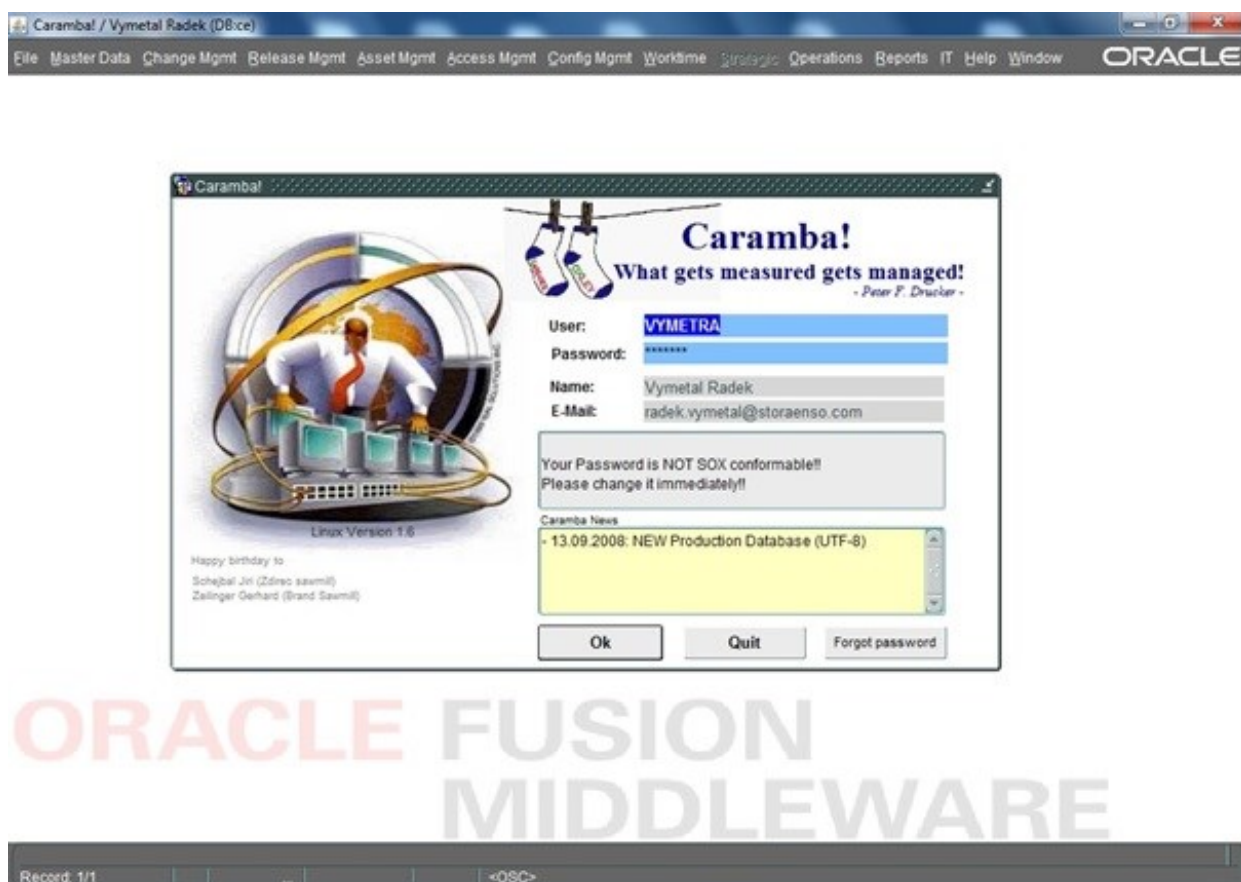 Caramba! / Vymetal Radek (DB:ce)
File Master Data Change Mgmt Release Mgmt Asset Mgmt Access Mgmt Config Mgmt Worktime Strategic Operations Reports IT Help Window ORACLE
Caramba!
Caramba!
What gets measured gets managed!
- Peter F. Drucker -
OXLEY
User: VYMETRA
Password: *******
Name: Vymetal Radek
E-Mail: radek.vymetal@storaenso.com
Your Password is NOT SOX conformable!!
Please change it immediately!!
Caramba News
- 13.09.2008: NEW Production Database (UTF-8)
Linux Version 1.6
Happy birthday to
Schejbal Jiri (Zdirec sawmill)
Zeilinger Gerhard (Brand Sawmill)
Ok Quit Forgot password
ORACLE FUSION
MIDDLEWARE
Record: 1/1 <OSC>